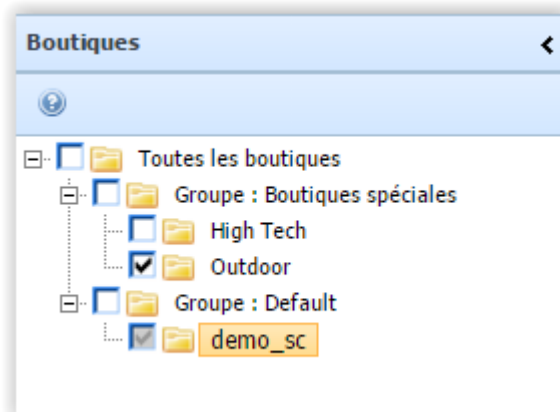 Boutiques
Toutes les boutiques
Groupe : Boutiques spéciales
High Tech
Outdoor
Groupe : Default
demo_sc